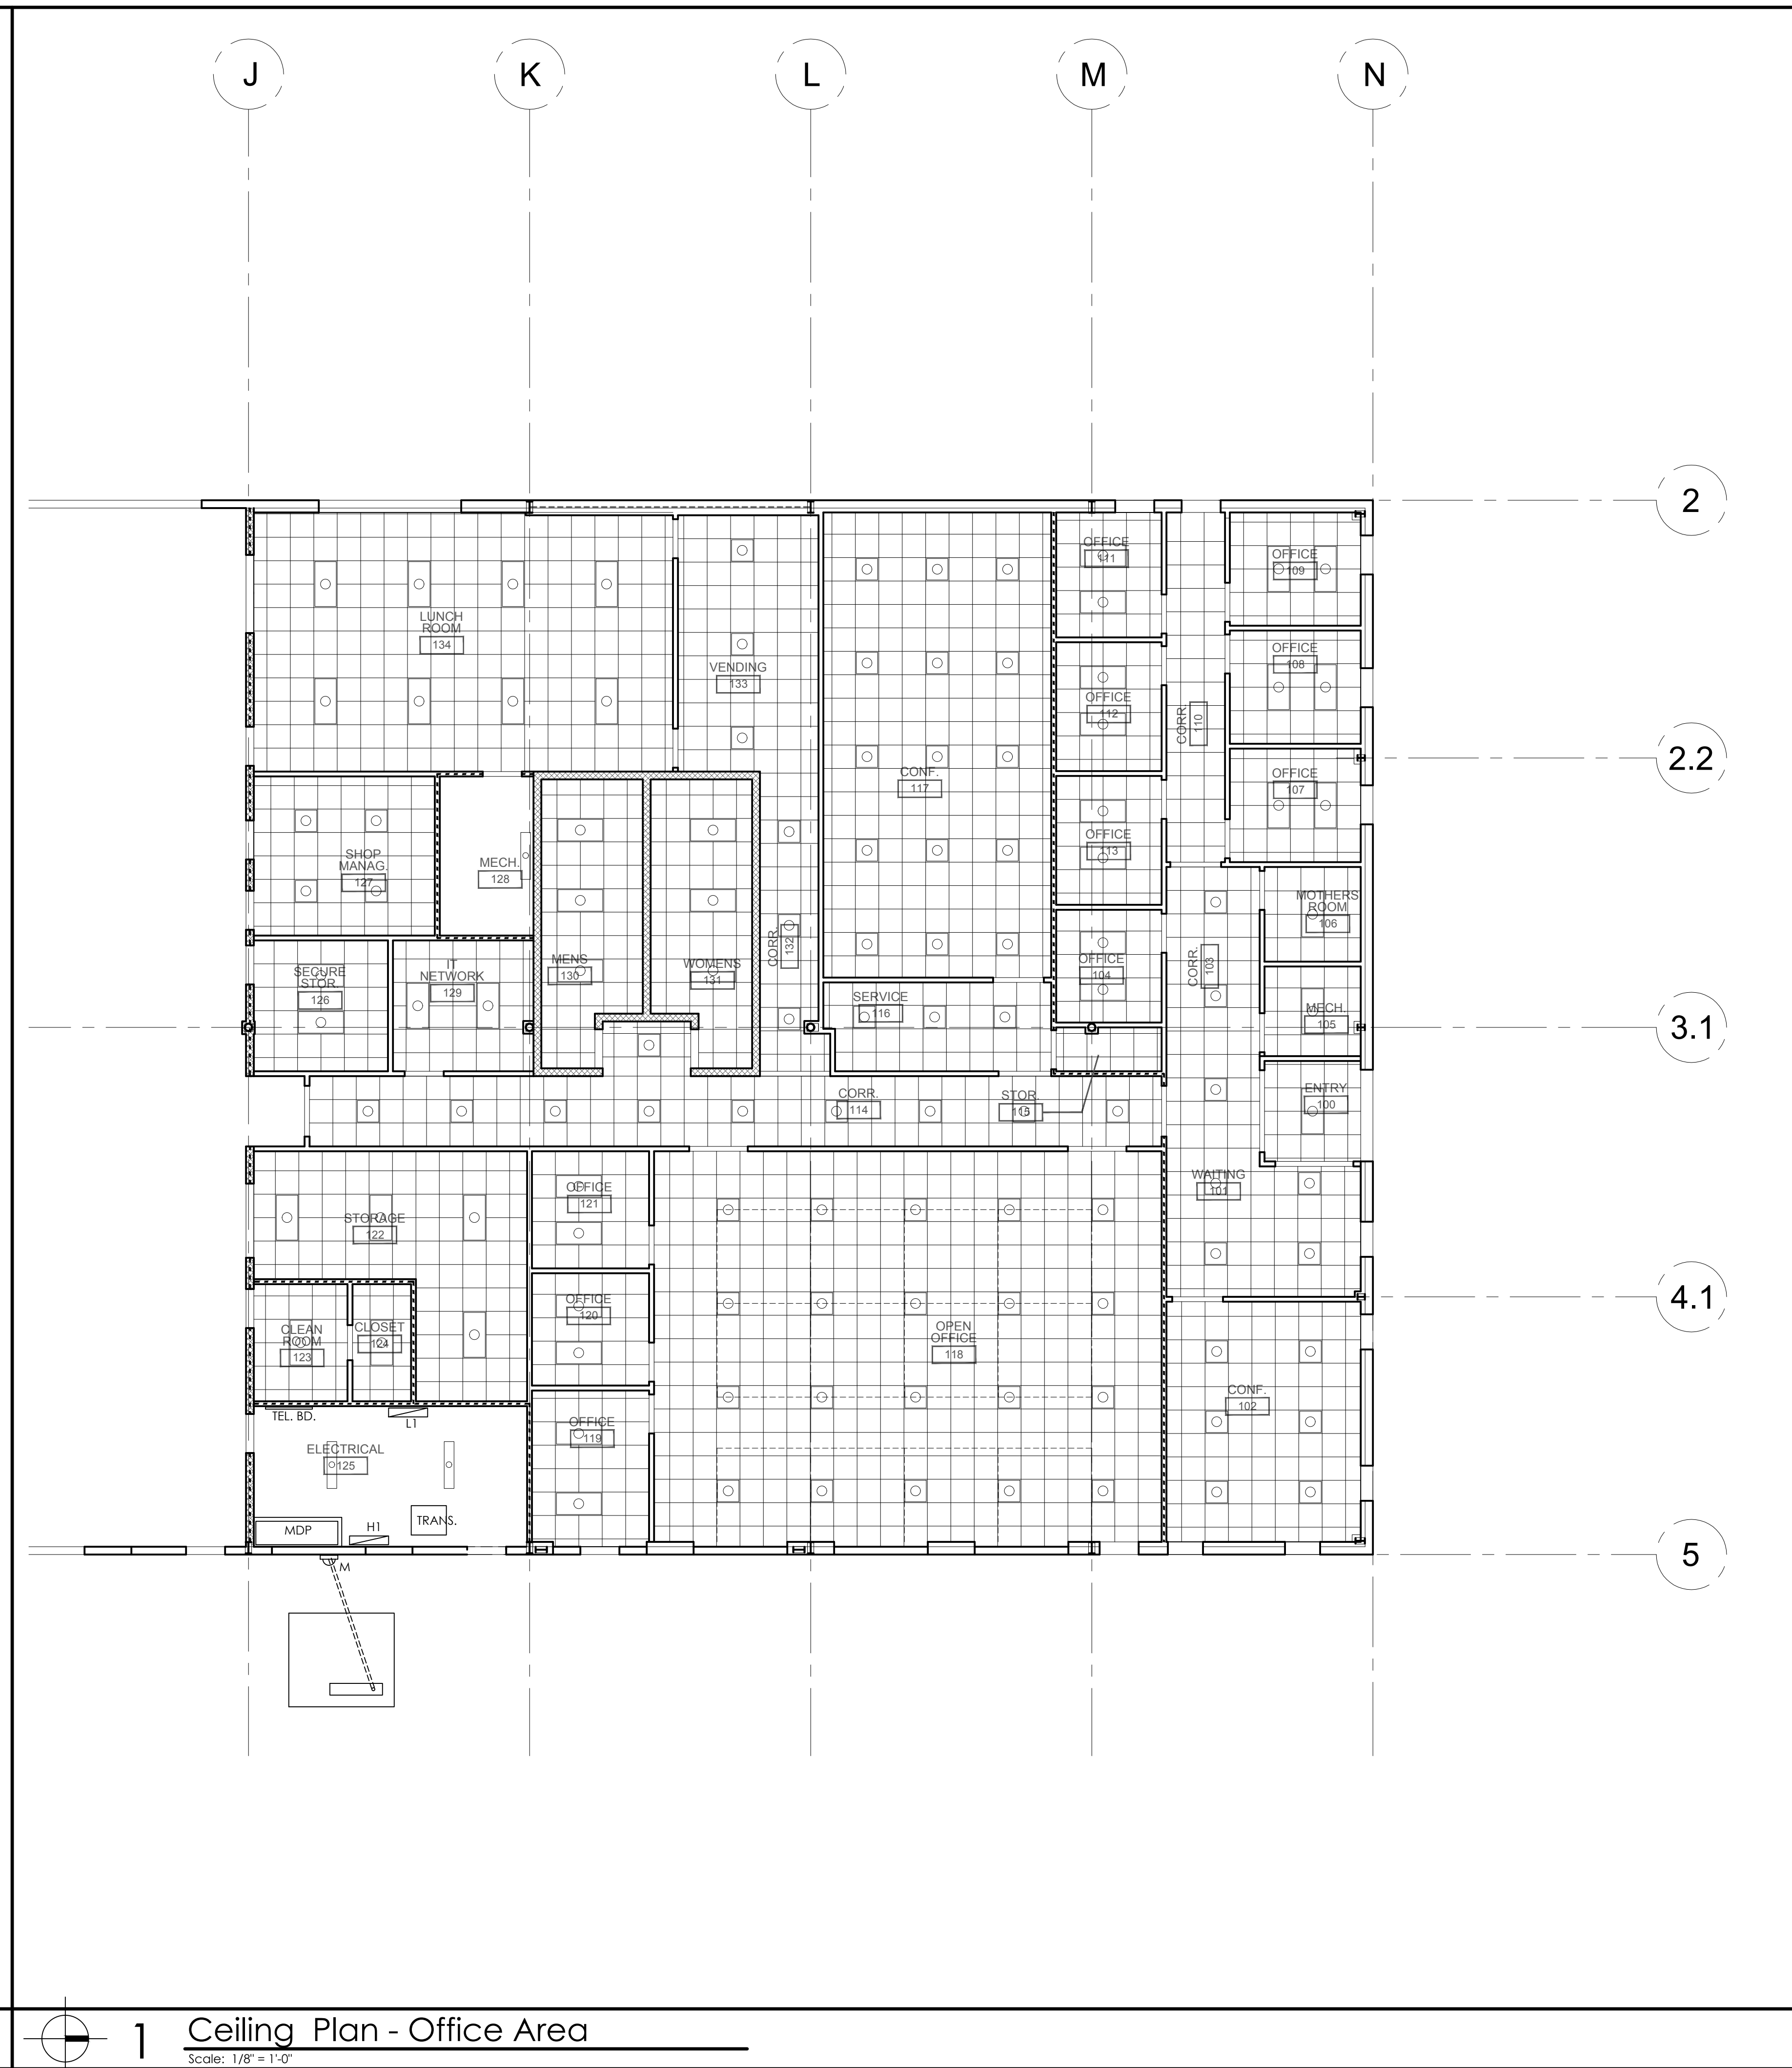 J
K
L
M
N
2
2.2
3.1
4.1
5
OFFICE
111
OFFICE
109
LUNCH
ROOM
134
VENDING
133
OFFICE
108
OFFICE
112
CORR.
110
CONF.
117
OFFICE
107
SHOP
MANAG.
127
MECH.
128
OFFICE
113
MOTHERS
ROOM
106
CORR.
132
SECURE
STOR.
126
IT
NETWORK
129
MENS
130
WOMENS
131
OFFICE
104
CORR.
103
SERVICE
116
MECH.
105
CORR.
114
STOR.
115
ENTRY
100
OFFICE
121
WAITING
101
STORAGE
122
CLEAN
ROOM
123
CLOSET
124
OFFICE
120
OPEN
OFFICE
118
CONF.
102
TEL. BD.
L1
OFFICE
119
ELECTRICAL
125
MDP
H1
TRANS.
M
1
Ceiling Plan - Office Area
Scale: 1/8" = 1'-0"